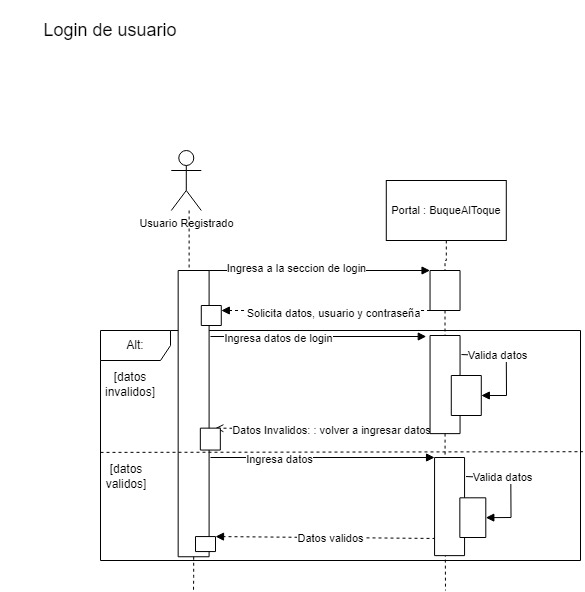 Login de usuario
Usuario Registrado
Portal : BuqueAlToque
Ingresa a la seccion de login
Solicita datos, usuario y contraseña
Alt:
Ingresa datos de login
Valida datos
[datos
invalidos]
Datos Invalidos: : volver a ingresar datos
Ingresa datos
[datos
validos]
Valida datos
Datos validos